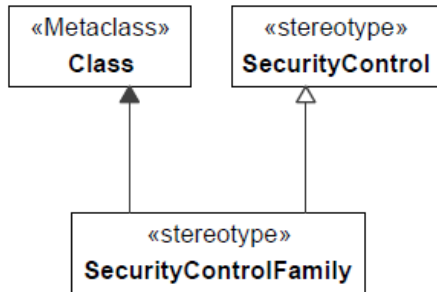 «Metaclass»
Class
«stereotype»
SecurityControl
«stereotype»
SecurityControlFamily